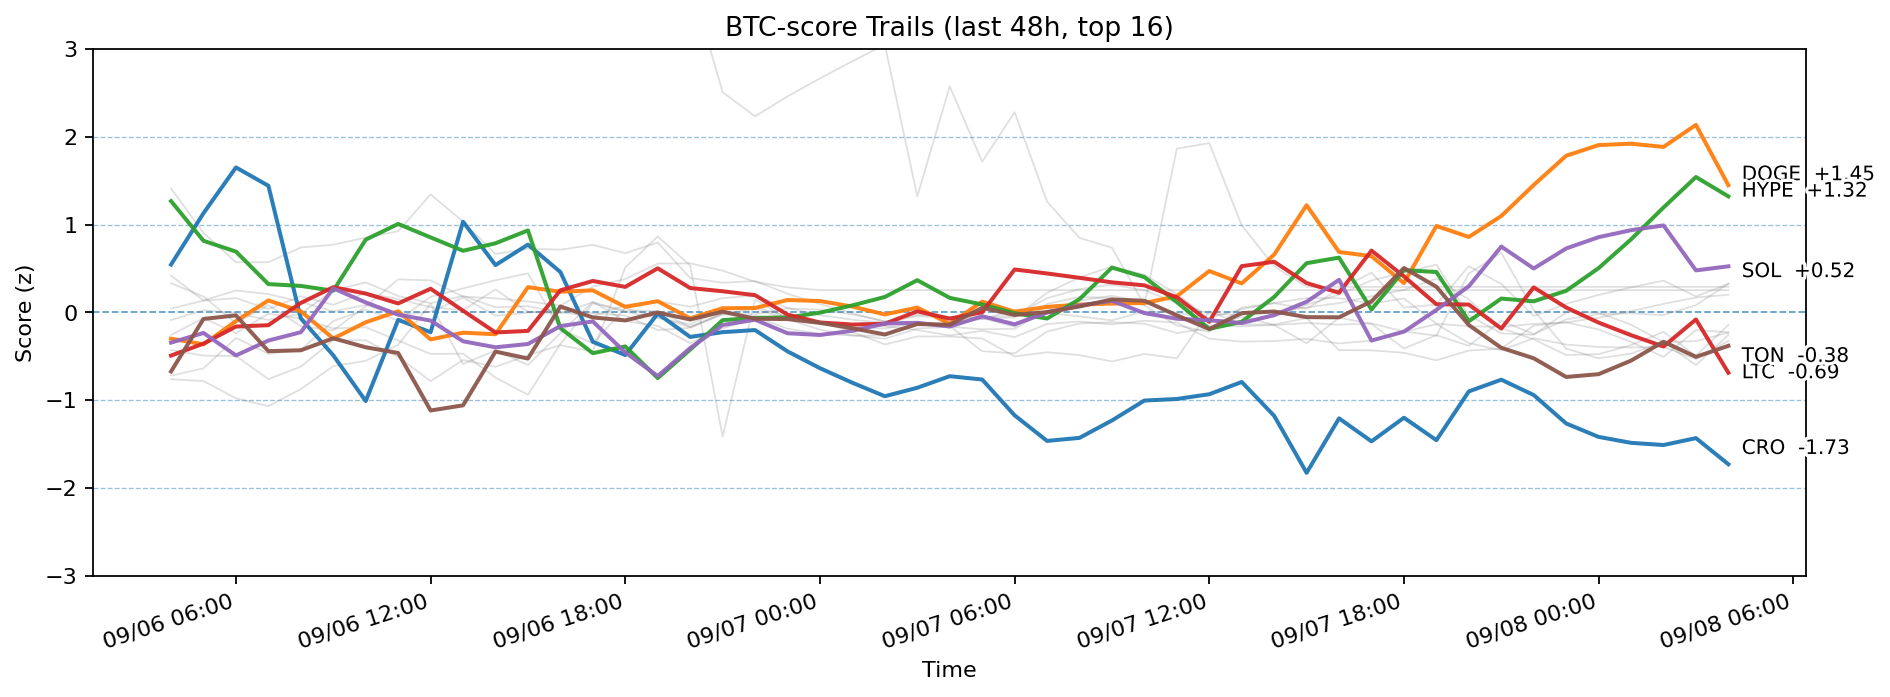 BTC-score Trails (last 48h, top 16)
Score (z)
3
2
1
0
−1
−2
−3
DOGE +1.45
HYPE +1.32
SOL +0.52
TON -0.38
LTC -0.69
CRO -1.73
09/06 06:00
09/06 12:00
09/06 18:00
09/07 00:00
09/07 06:00
09/07 12:00
09/07 18:00
09/08 00:00
09/08 06:00
Time